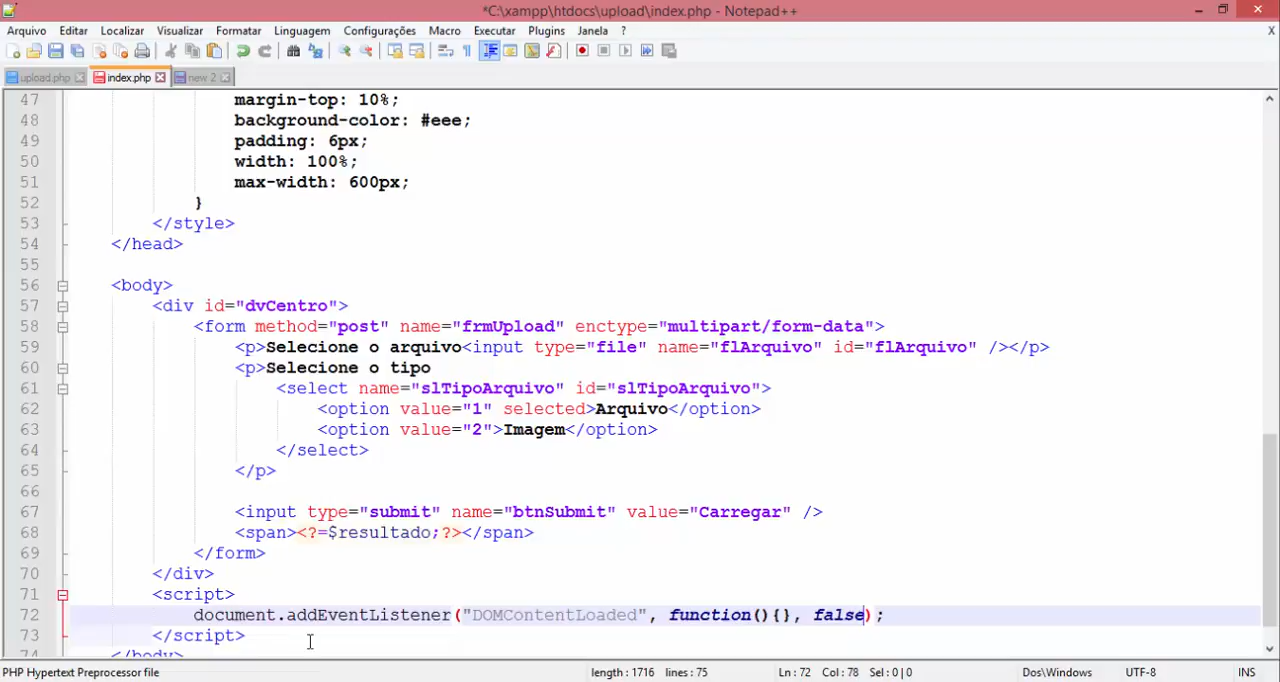 *C:\xampp\htdocs\upload\index.php - Notepad++
Arquivo Editar Localizar Visualizar Formatar Linguagem Configurações Macro Executar Plugins Janela ? X
upload.php index.php new 2
47 margin-top: 10%;
48 background-color: #eee;
49 padding: 6px;
50 width: 100%;
51 max-width: 600px;
52 }
53 </style>
54 </head>
55
56 <body>
57 <div id="dvCentro">
58 <form method="post" name="frmUpload" enctype="multipart/form-data">
59 <p>Selecione o arquivo<input type="file" name="flArquivo" id="flArquivo" /></p>
60 <p>Selecione o tipo
61 <select name="slTipoArquivo" id="slTipoArquivo">
62 <option value="1" selected>Arquivo</option>
63 <option value="2">Imagem</option>
64 </select>
65 </p>
66
67 <input type="submit" name="btnSubmit" value="Carregar" />
68 <span><?=$resultado;?></span>
69 </form>
70 </div>
71 <script>
72 document.addEventListener("DOMContentLoaded", function(){}, false);
73 </script>
74 </body>
PHP Hypertext Preprocessor file length : 1716 lines : 75 Ln : 72 Col : 78 Sel : 0 | 0 Dos\Windows UTF-8 INS